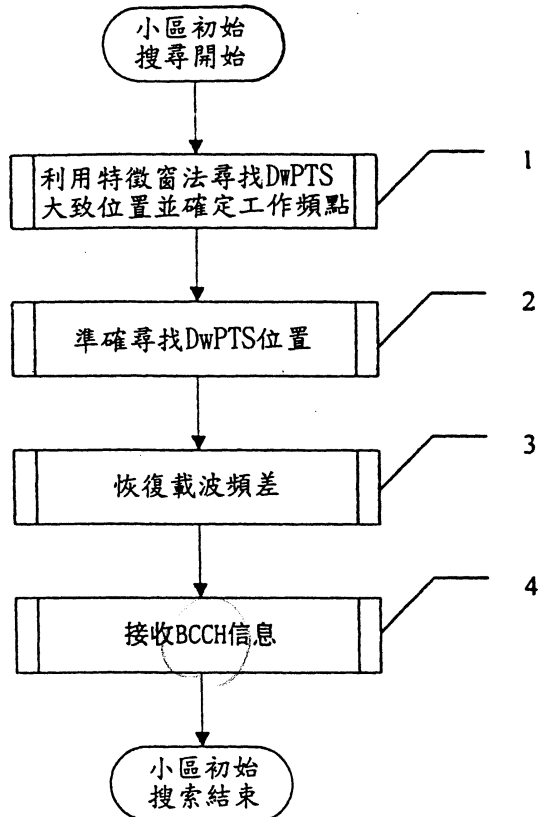 小區初始
搜尋開始
利用特徵窗法尋找DwPTS
大致位置並確定工作頻點
1
準確尋找DwPTS位置
2
恢復載波頻差
3
接收BCCH信息
4
小區初始
搜索結束